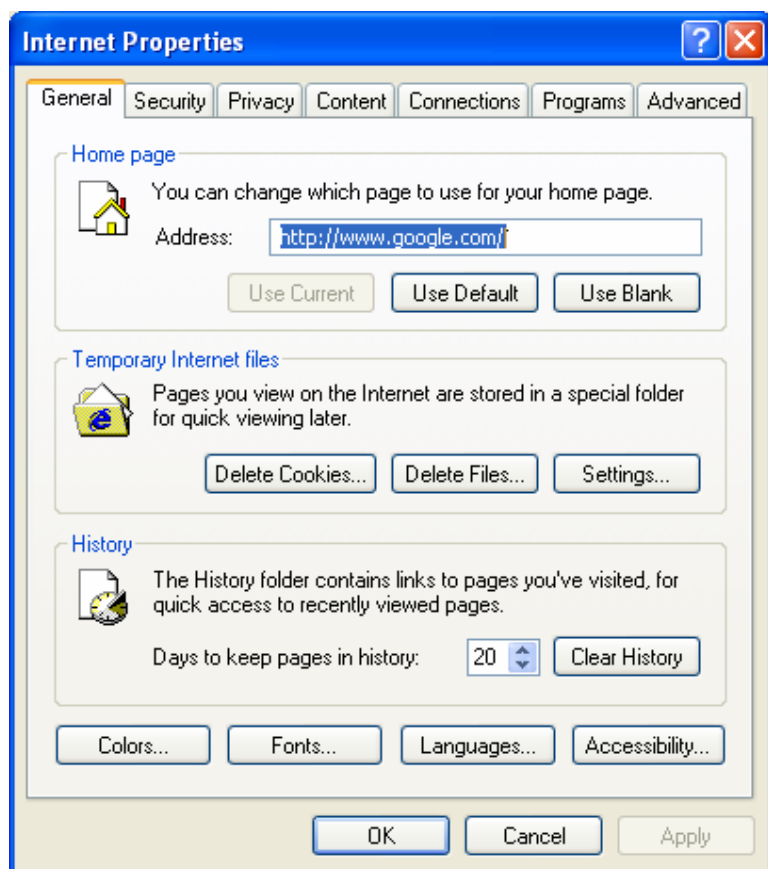 Internet Properties
General Security Privacy Content Connections Programs Advanced
Home page
You can change which page to use for your home page.
Address: http://www.google.com/
Use Current Use Default Use Blank
Temporary Internet files
Pages you view on the Internet are stored in a special folder
for quick viewing later.
Delete Cookies... Delete Files... Settings...
History
The History folder contains links to pages you've visited, for
quick access to recently viewed pages.
Days to keep pages in history: 20 Clear History
Colors... Fonts... Languages... Accessibility...
OK Cancel Apply